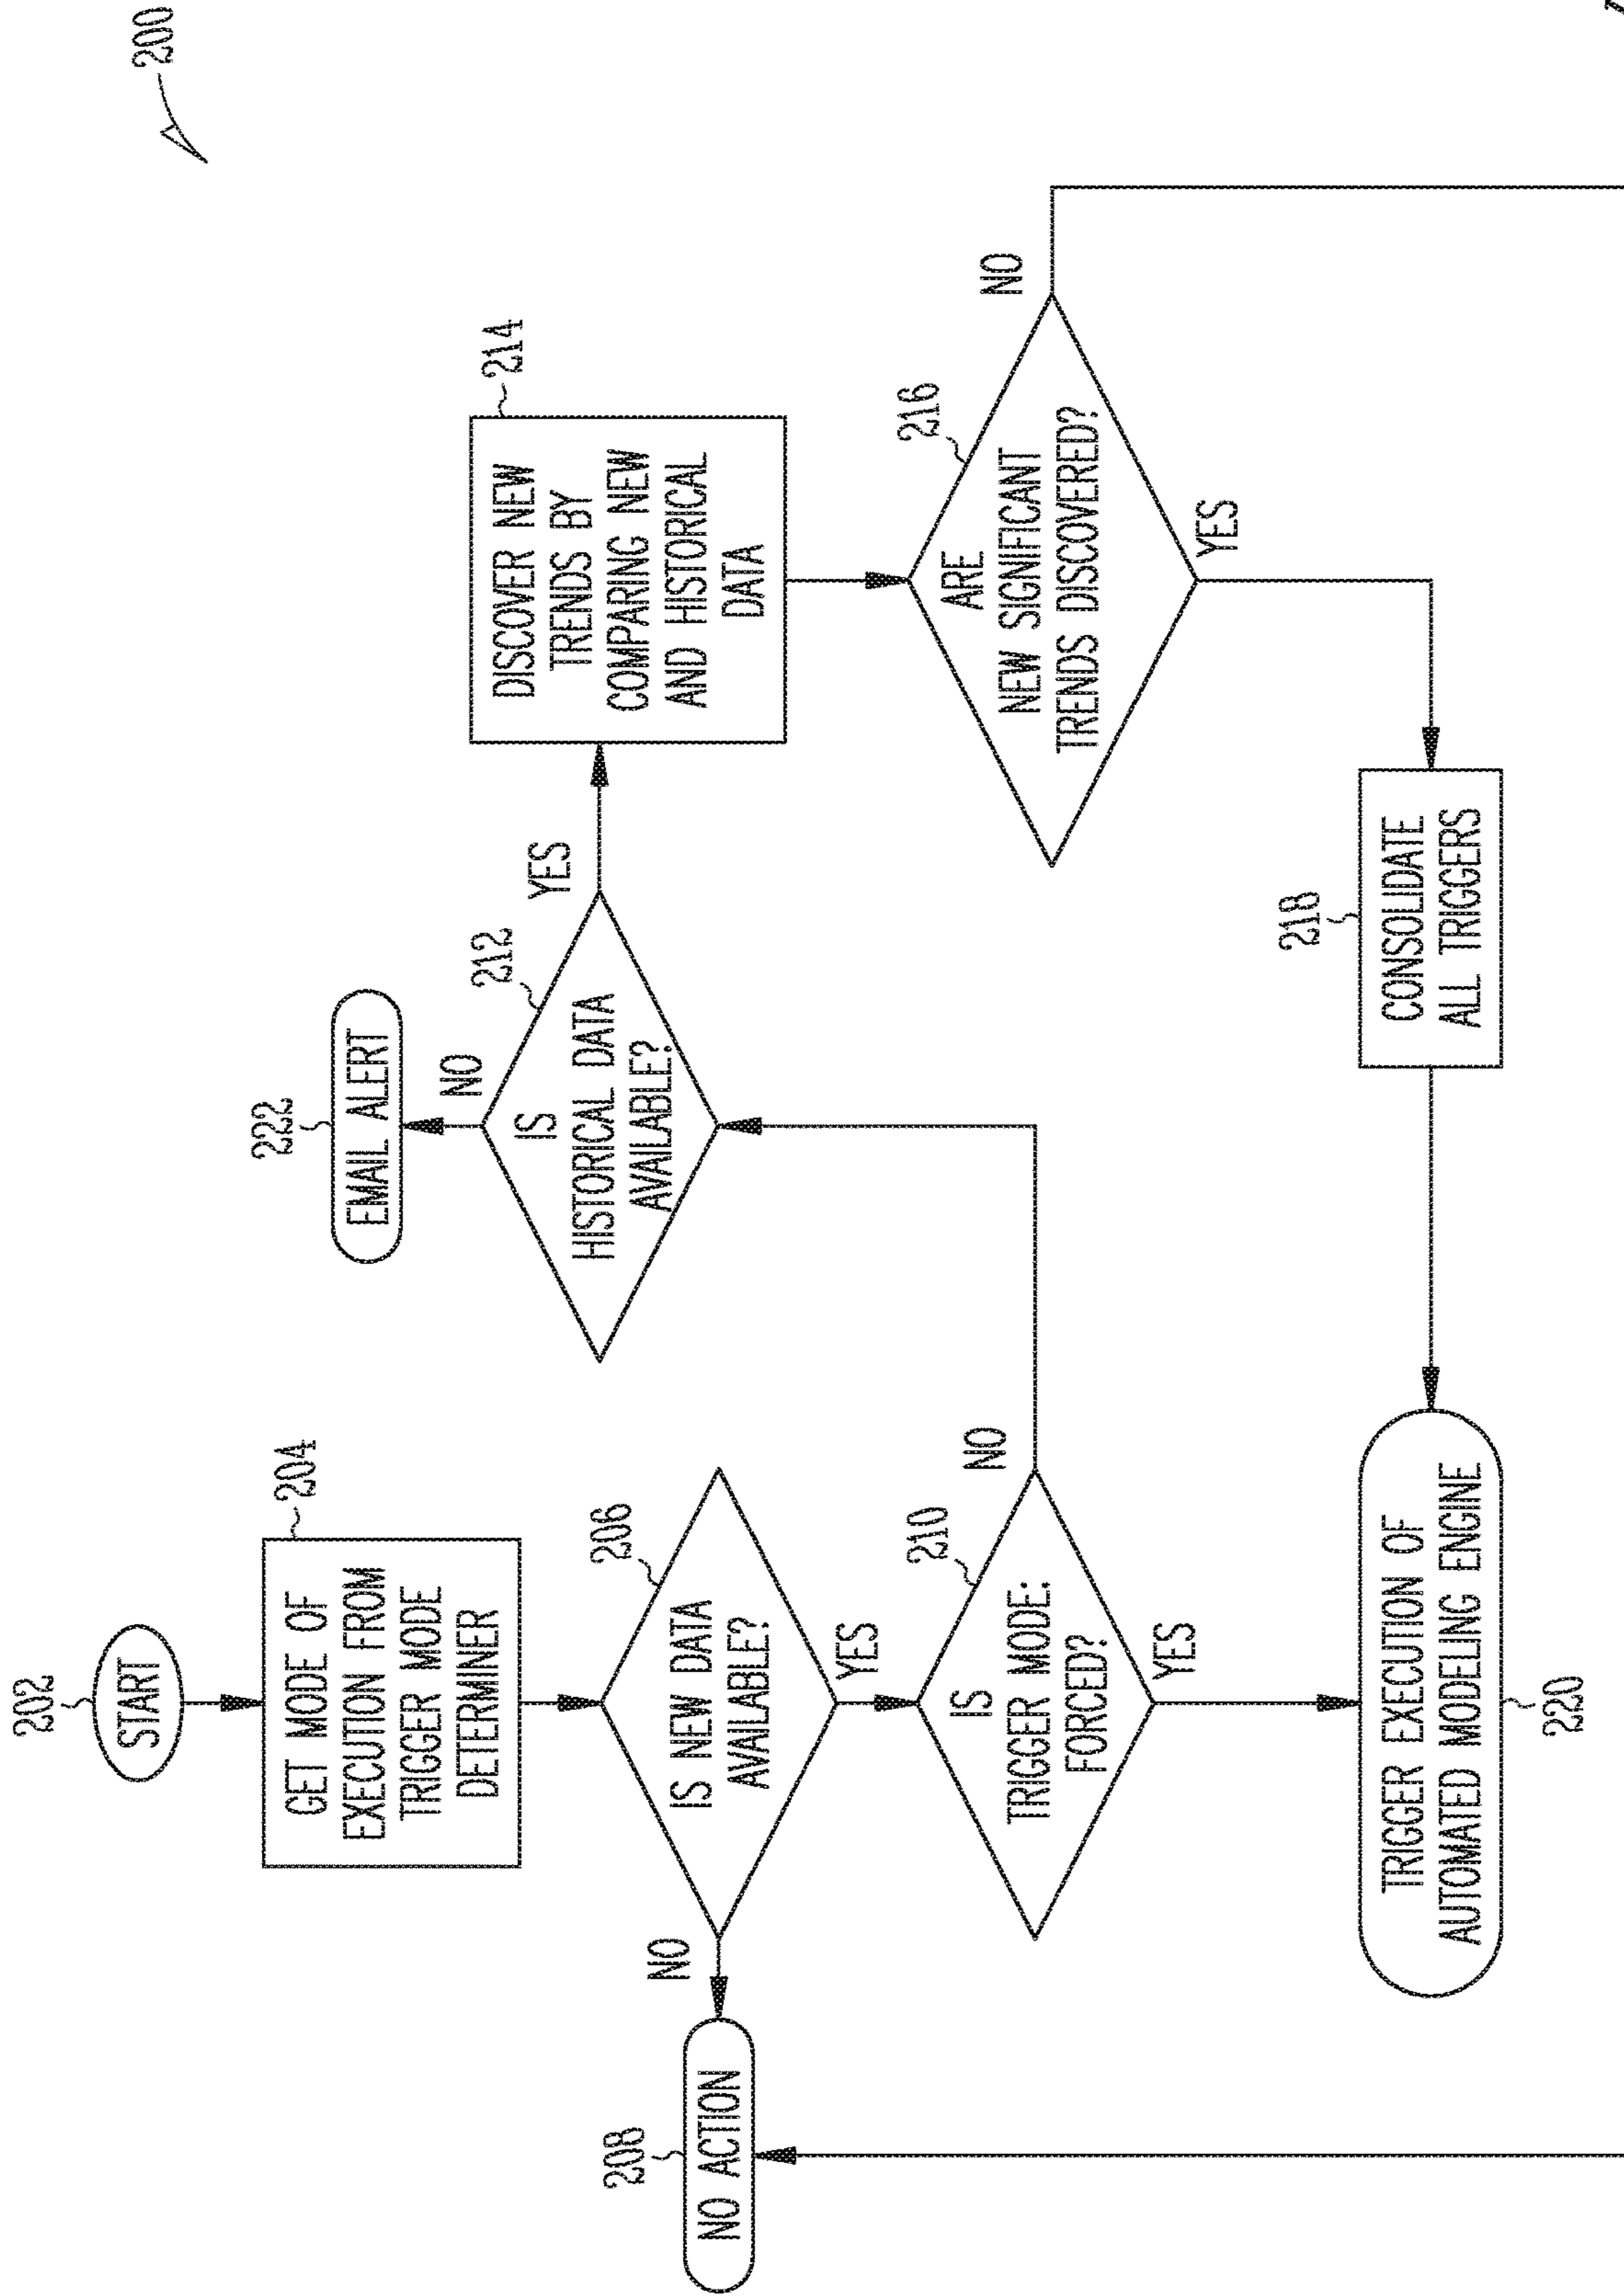 200
202
START
204
GET MODE OF
EXECUTION FROM
TRIGGER MODE
DETERMINER
206
IS NEW DATA
AVAILABLE?
NO
YES
208
NO ACTION
210
IS
TRIGGER MODE:
FORCED?
NO
YES
222
EMAIL ALERT
NO
212
IS
HISTORICAL DATA
AVAILABLE?
YES
214
DISCOVER NEW
TRENDS BY
COMPARING NEW
AND HISTORICAL
DATA
216
ARE
NEW SIGNIFICANT
TRENDS DISCOVERED?
NO
YES
218
CONSOLIDATE
ALL TRIGGERS
TRIGGER EXECUTION OF
AUTOMATED MODELING ENGINE
220